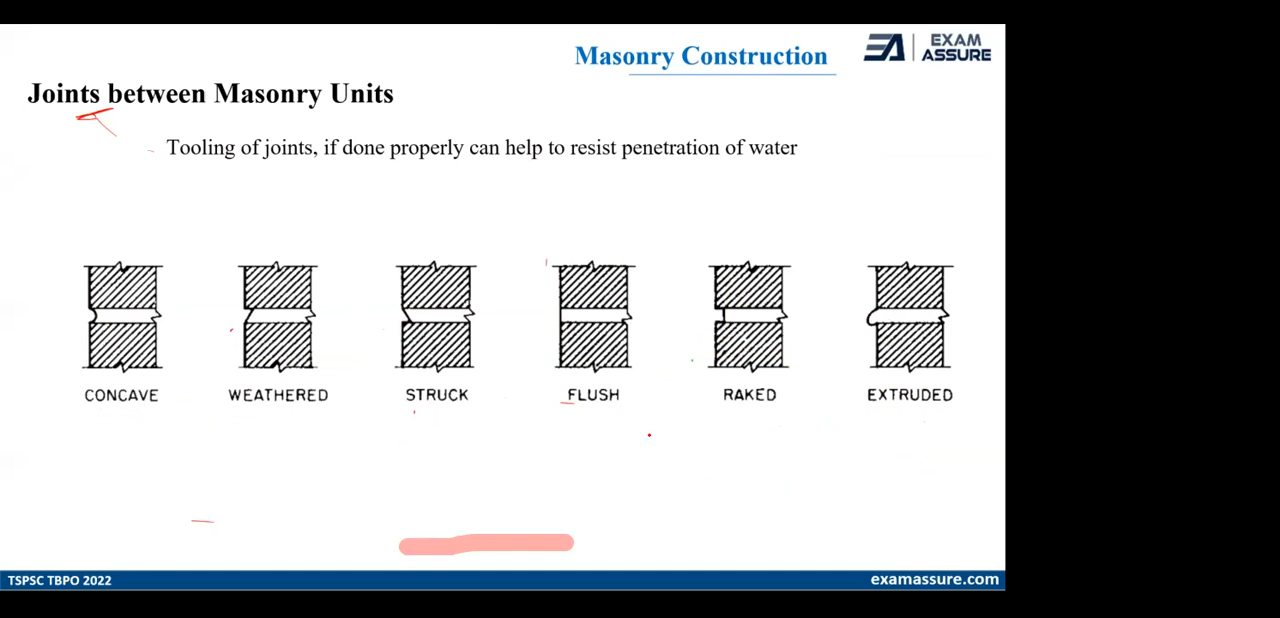 Masonry Construction
EXAM
ASSURE
Joints between Masonry Units
Tooling of joints, if done properly can help to resist penetration of water
CONCAVE WEATHERED STRUCK FLUSH RAKED EXTRUDED
TSPSC TBPO 2022
examassure.com